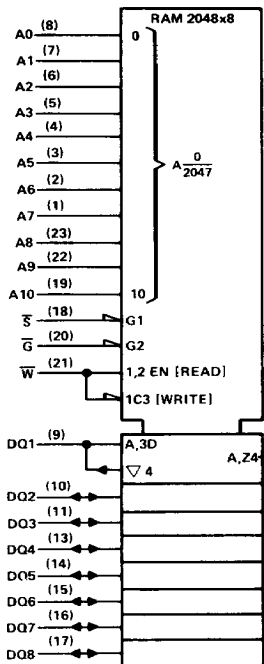 RAM 2048x8
A0 (8) 0
A1 (7)
A2 (6)
A3 (5)
A4 (4)
A5 (3) A 0/2047
A6 (2)
A7 (1)
A8 (23)
A9 (22)
A10 (19) 10
S̅ (18) G1
G̅ (20) G2
W̅ (21) 1,2 EN [READ]
1C3 [WRITE]
DQ1 (9) A,3D
A,Z4
▽ 4
DQ2 (10)
DQ3 (11)
DQ4 (13)
DQ5 (14)
DQ6 (15)
DQ7 (16)
DQ8 (17)